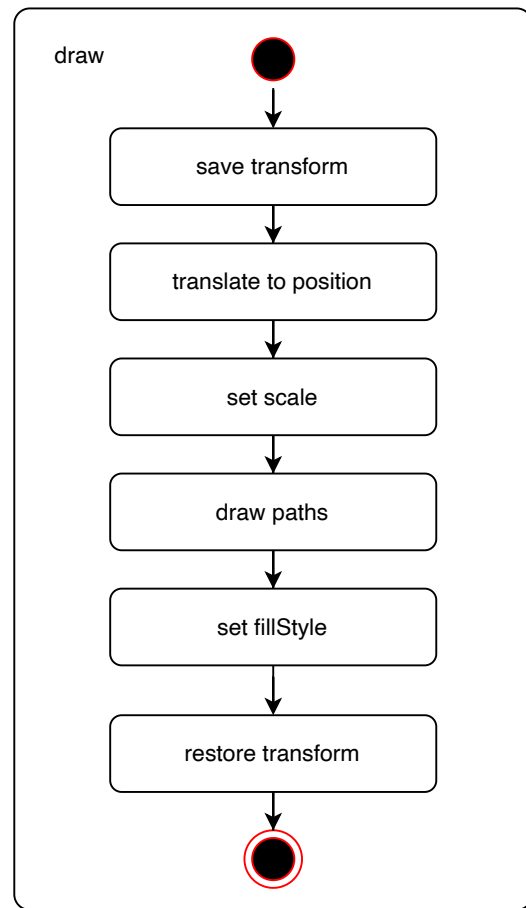 draw
save transform
translate to position
set scale
draw paths
set fillStyle
restore transform